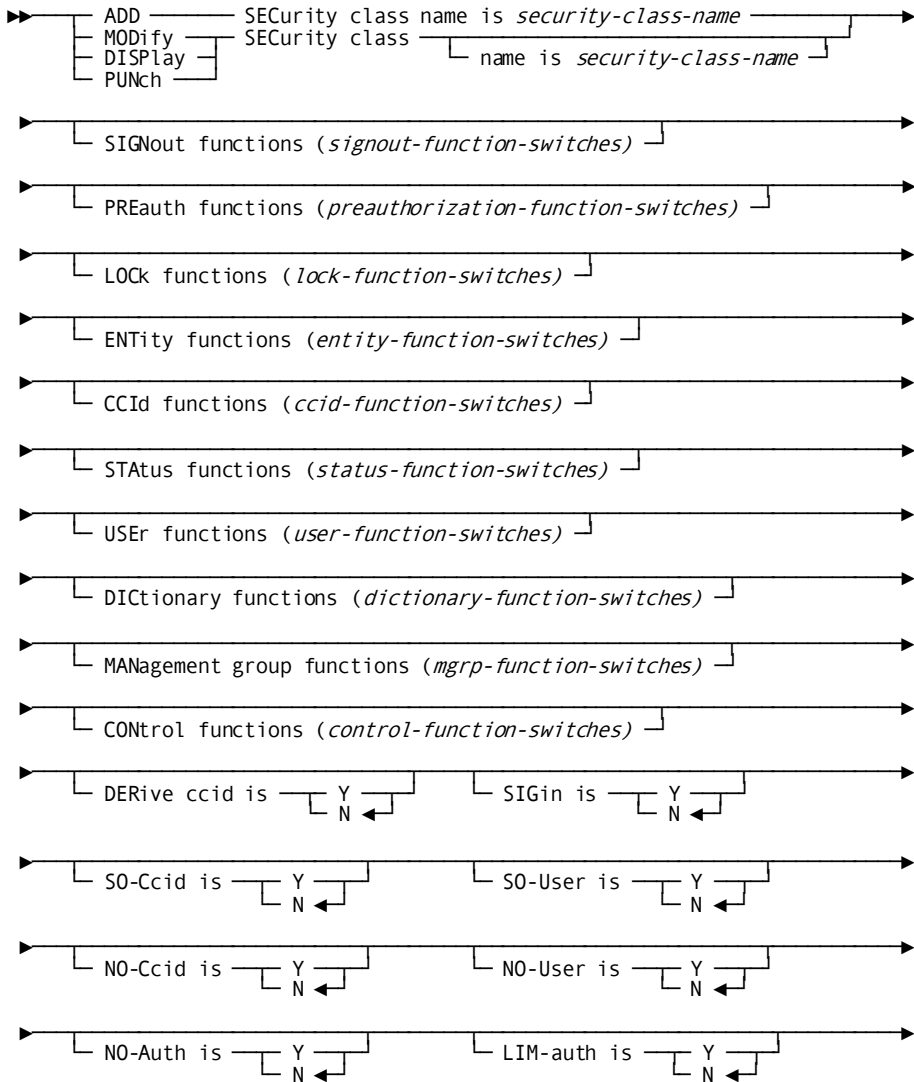 ADD SECurity class name is security-class-name
MODify SECurity class
DISPlay name is security-class-name
PUNch
SIGNout functions (signout-function-switches)
PREauth functions (preauthorization-function-switches)
LOCk functions (lock-function-switches)
ENTity functions (entity-function-switches)
CCId functions (ccid-function-switches)
STAtus functions (status-function-switches)
USEr functions (user-function-switches)
DICtionary functions (dictionary-function-switches)
MANagement group functions (mgrp-function-switches)
CONtrol functions (control-function-switches)
DERive ccid is Y SIGin is Y
N N
SO-Ccid is Y SO-User is Y
N N
NO-Ccid is Y NO-User is Y
N N
NO-Auth is Y LIM-auth is Y
N N